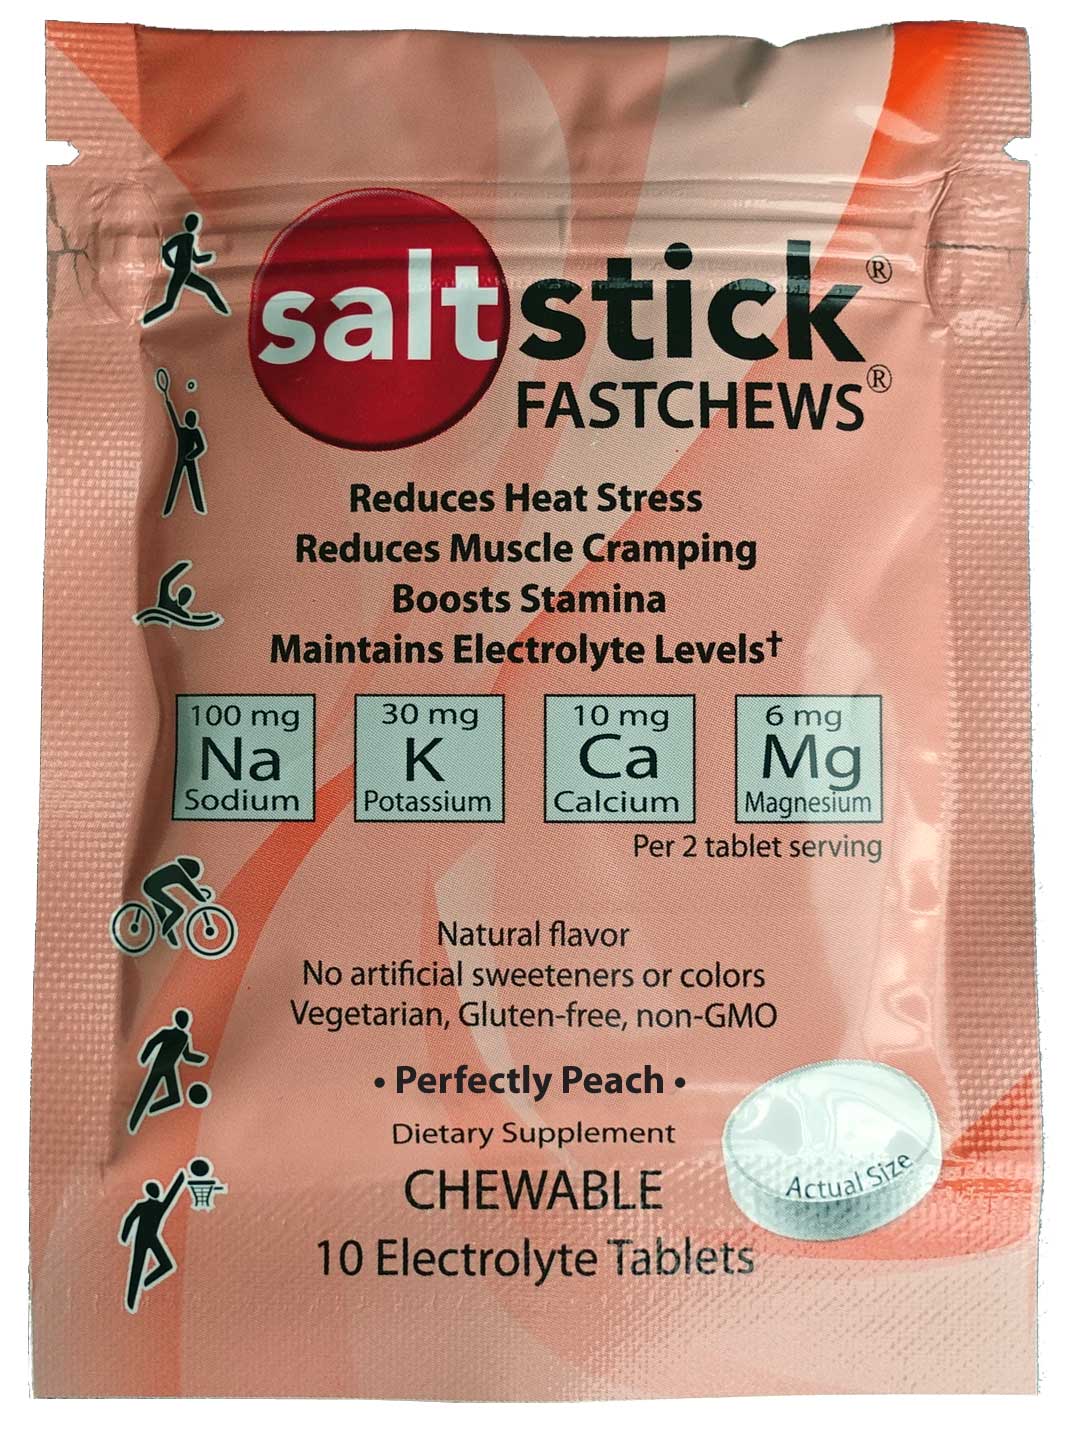 saltstick®
FASTCHEWS®
Reduces Heat Stress
Reduces Muscle Cramping
Boosts Stamina
Maintains Electrolyte Levels†
100 mg 30 mg 10 mg 6 mg
Na K Ca Mg
Sodium Potassium Calcium Magnesium
Per 2 tablet serving
Natural flavor
No artificial sweeteners or colors
Vegetarian, Gluten-free, non-GMO
• Perfectly Peach •
Dietary Supplement
CHEWABLE
Actual Size
10 Electrolyte Tablets